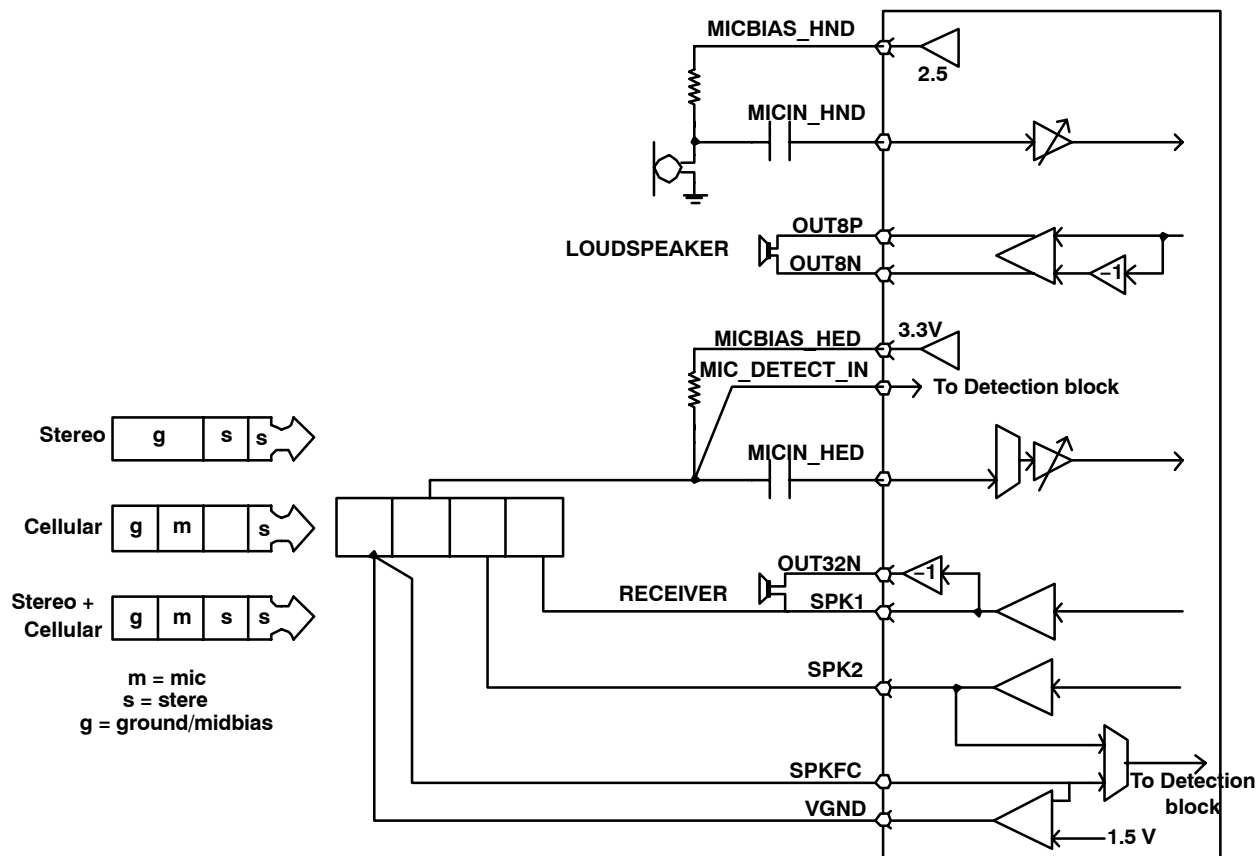 MICBIAS_HND
2.5
MICIN_HND
OUT8P
LOUDSPEAKER
OUT8N
−1
MICBIAS_HED
3.3V
MIC_DETECT_IN
To Detection block
Stereo
g
s
s
MICIN_HED
Cellular
g
m
s
OUT32N
−1
RECEIVER
SPK1
Stereo +
Cellular
g
m
s
s
SPK2
m = mic
s = stere
g = ground/midbias
SPKFC
To Detection
block
VGND
1.5 V